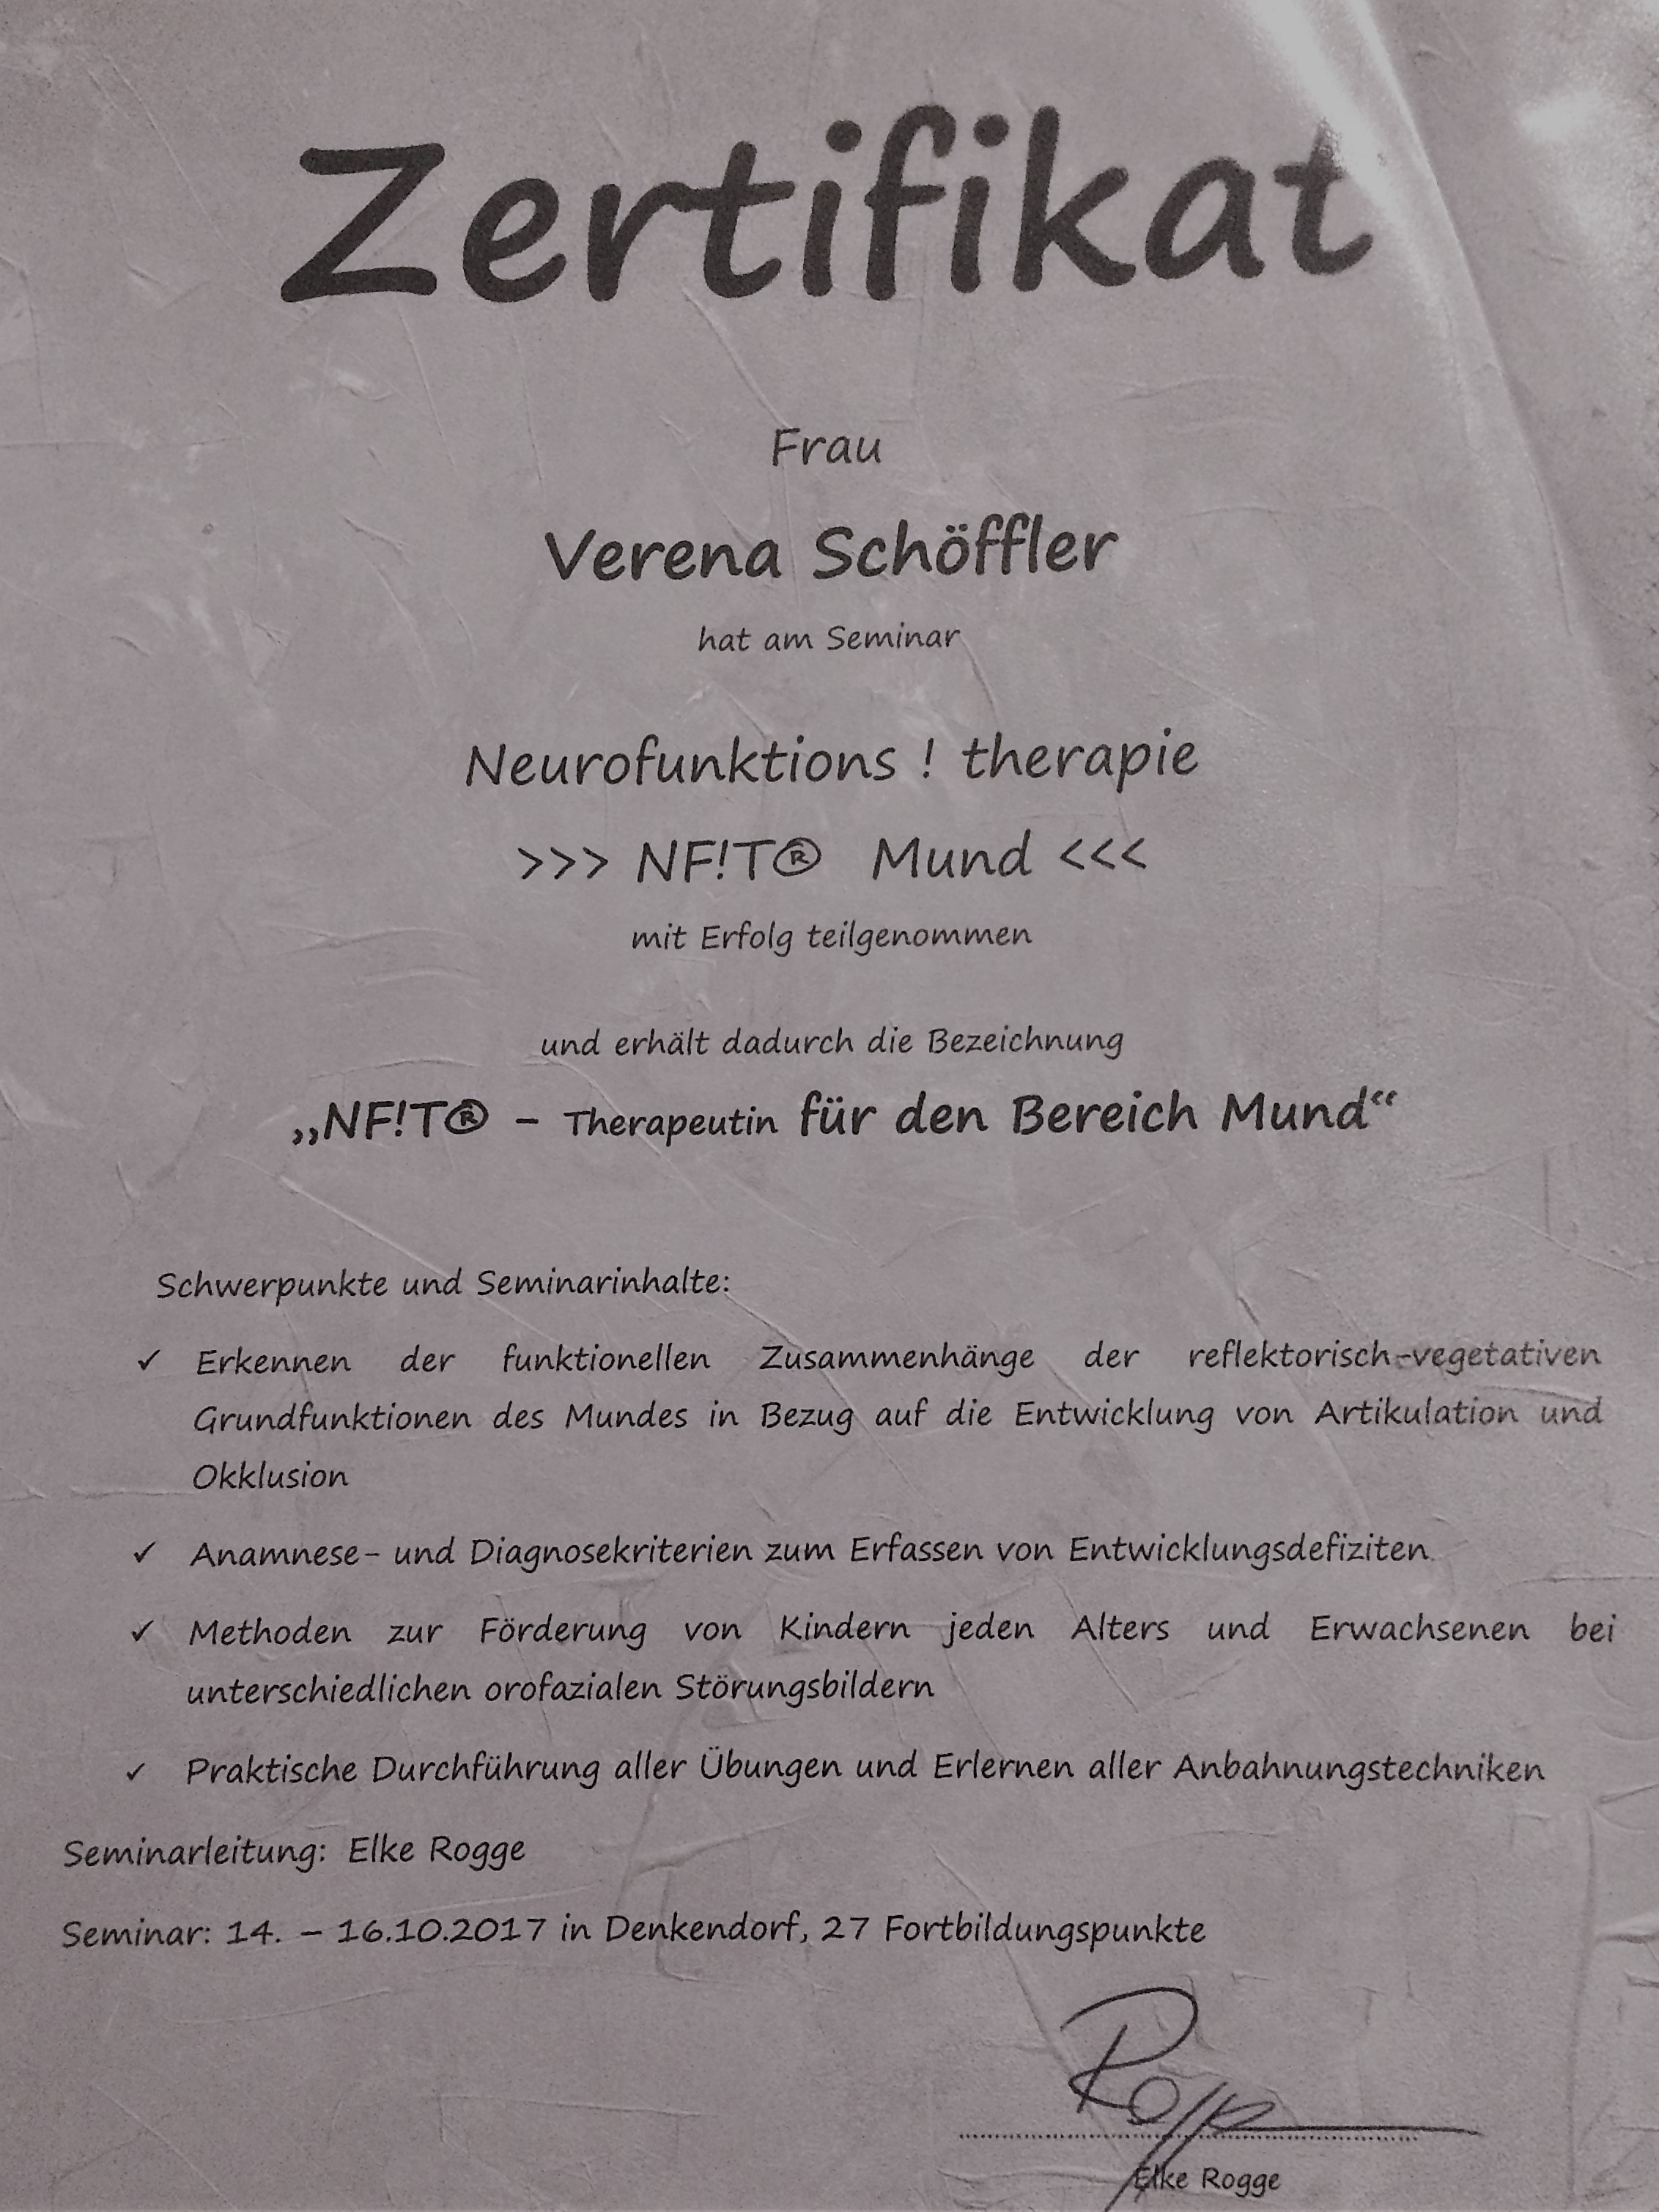 Zertifikat
Frau
Verena Schöffler
hat am Seminar
Neurofunktions ! therapie
>>> NF!T® Mund <<<
mit Erfolg teilgenommen
und erhält dadurch die Bezeichnung
„NF!T® – Therapeutin für den Bereich Mund“
Schwerpunkte und Seminarinhalte:
✓ Erkennen der funktionellen Zusammenhänge der reflektorisch-vegetativen
Grundfunktionen des Mundes in Bezug auf die Entwicklung von Artikulation und
Okklusion
✓ Anamnese- und Diagnosekriterien zum Erfassen von Entwicklungsdefiziten
✓ Methoden zur Förderung von Kindern jeden Alters und Erwachsenen bei
unterschiedlichen orofazialen Störungsbildern
✓ Praktische Durchführung aller Übungen und Erlernen aller Anbahnungstechniken
Seminarleitung: Elke Rogge
Seminar: 14. – 16.10.2017 in Denkendorf, 27 Fortbildungspunkte
Rogge
Elke Rogge